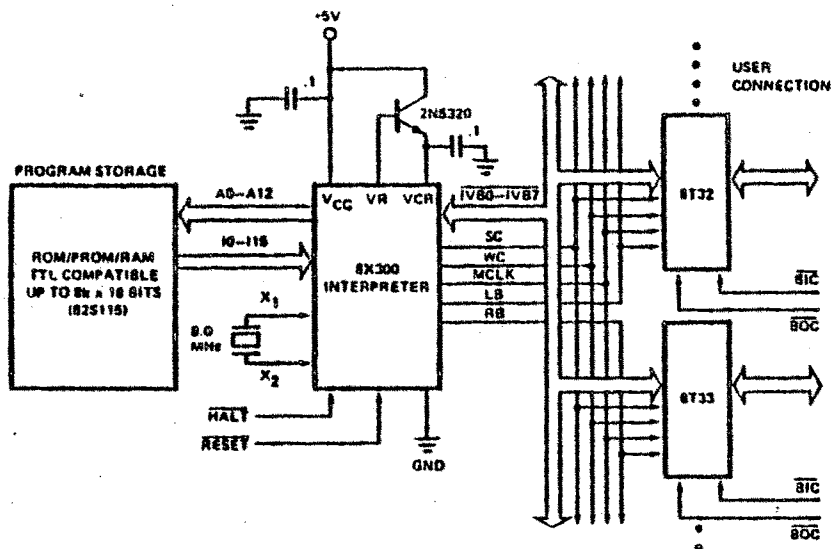 +5V
USER
CONNECTION
.1
2N5320
.1
PROGRAM STORAGE
A0–A12
VCC
VR
VCR
IVB0–IVB7
8T32
ROM/PROM/RAM
TTL COMPATIBLE
UP TO 8k x 16 BITS
(82S115)
I0–I15
8X300
INTERPRETER
SC
WC
MCLK
LB
RB
X1
8.0
MHz
X2
BIC
BOC
HALT
RESET
GND
8T33
BIC
BOC